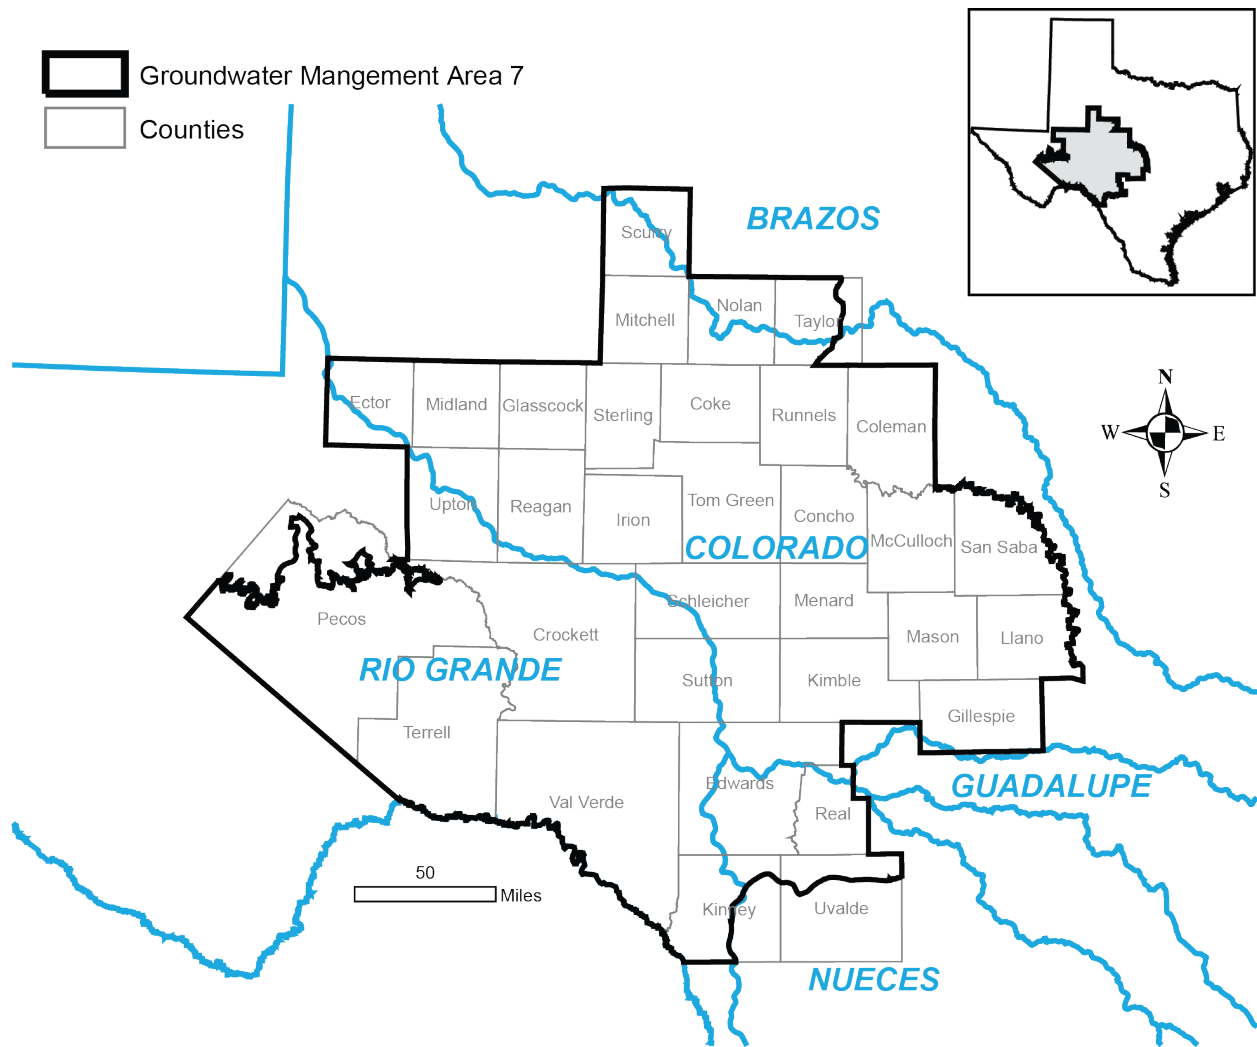 Groundwater Mangement Area 7
Counties
BRAZOS
Scurry
Nolan
Mitchell
Taylor
N
W E
S
Ector
Midland
Glasscock
Sterling
Coke
Runnels
Coleman
Upton
Reagan
Irion
Tom Green
Concho
McCulloch
San Saba
COLORADO
Schleicher
Menard
Pecos
Crockett
Mason
Llano
RIO GRANDE
Sutton
Kimble
Gillespie
Terrell
Edwards
GUADALUPE
Val Verde
Real
50
Miles
Kinney
Uvalde
NUECES